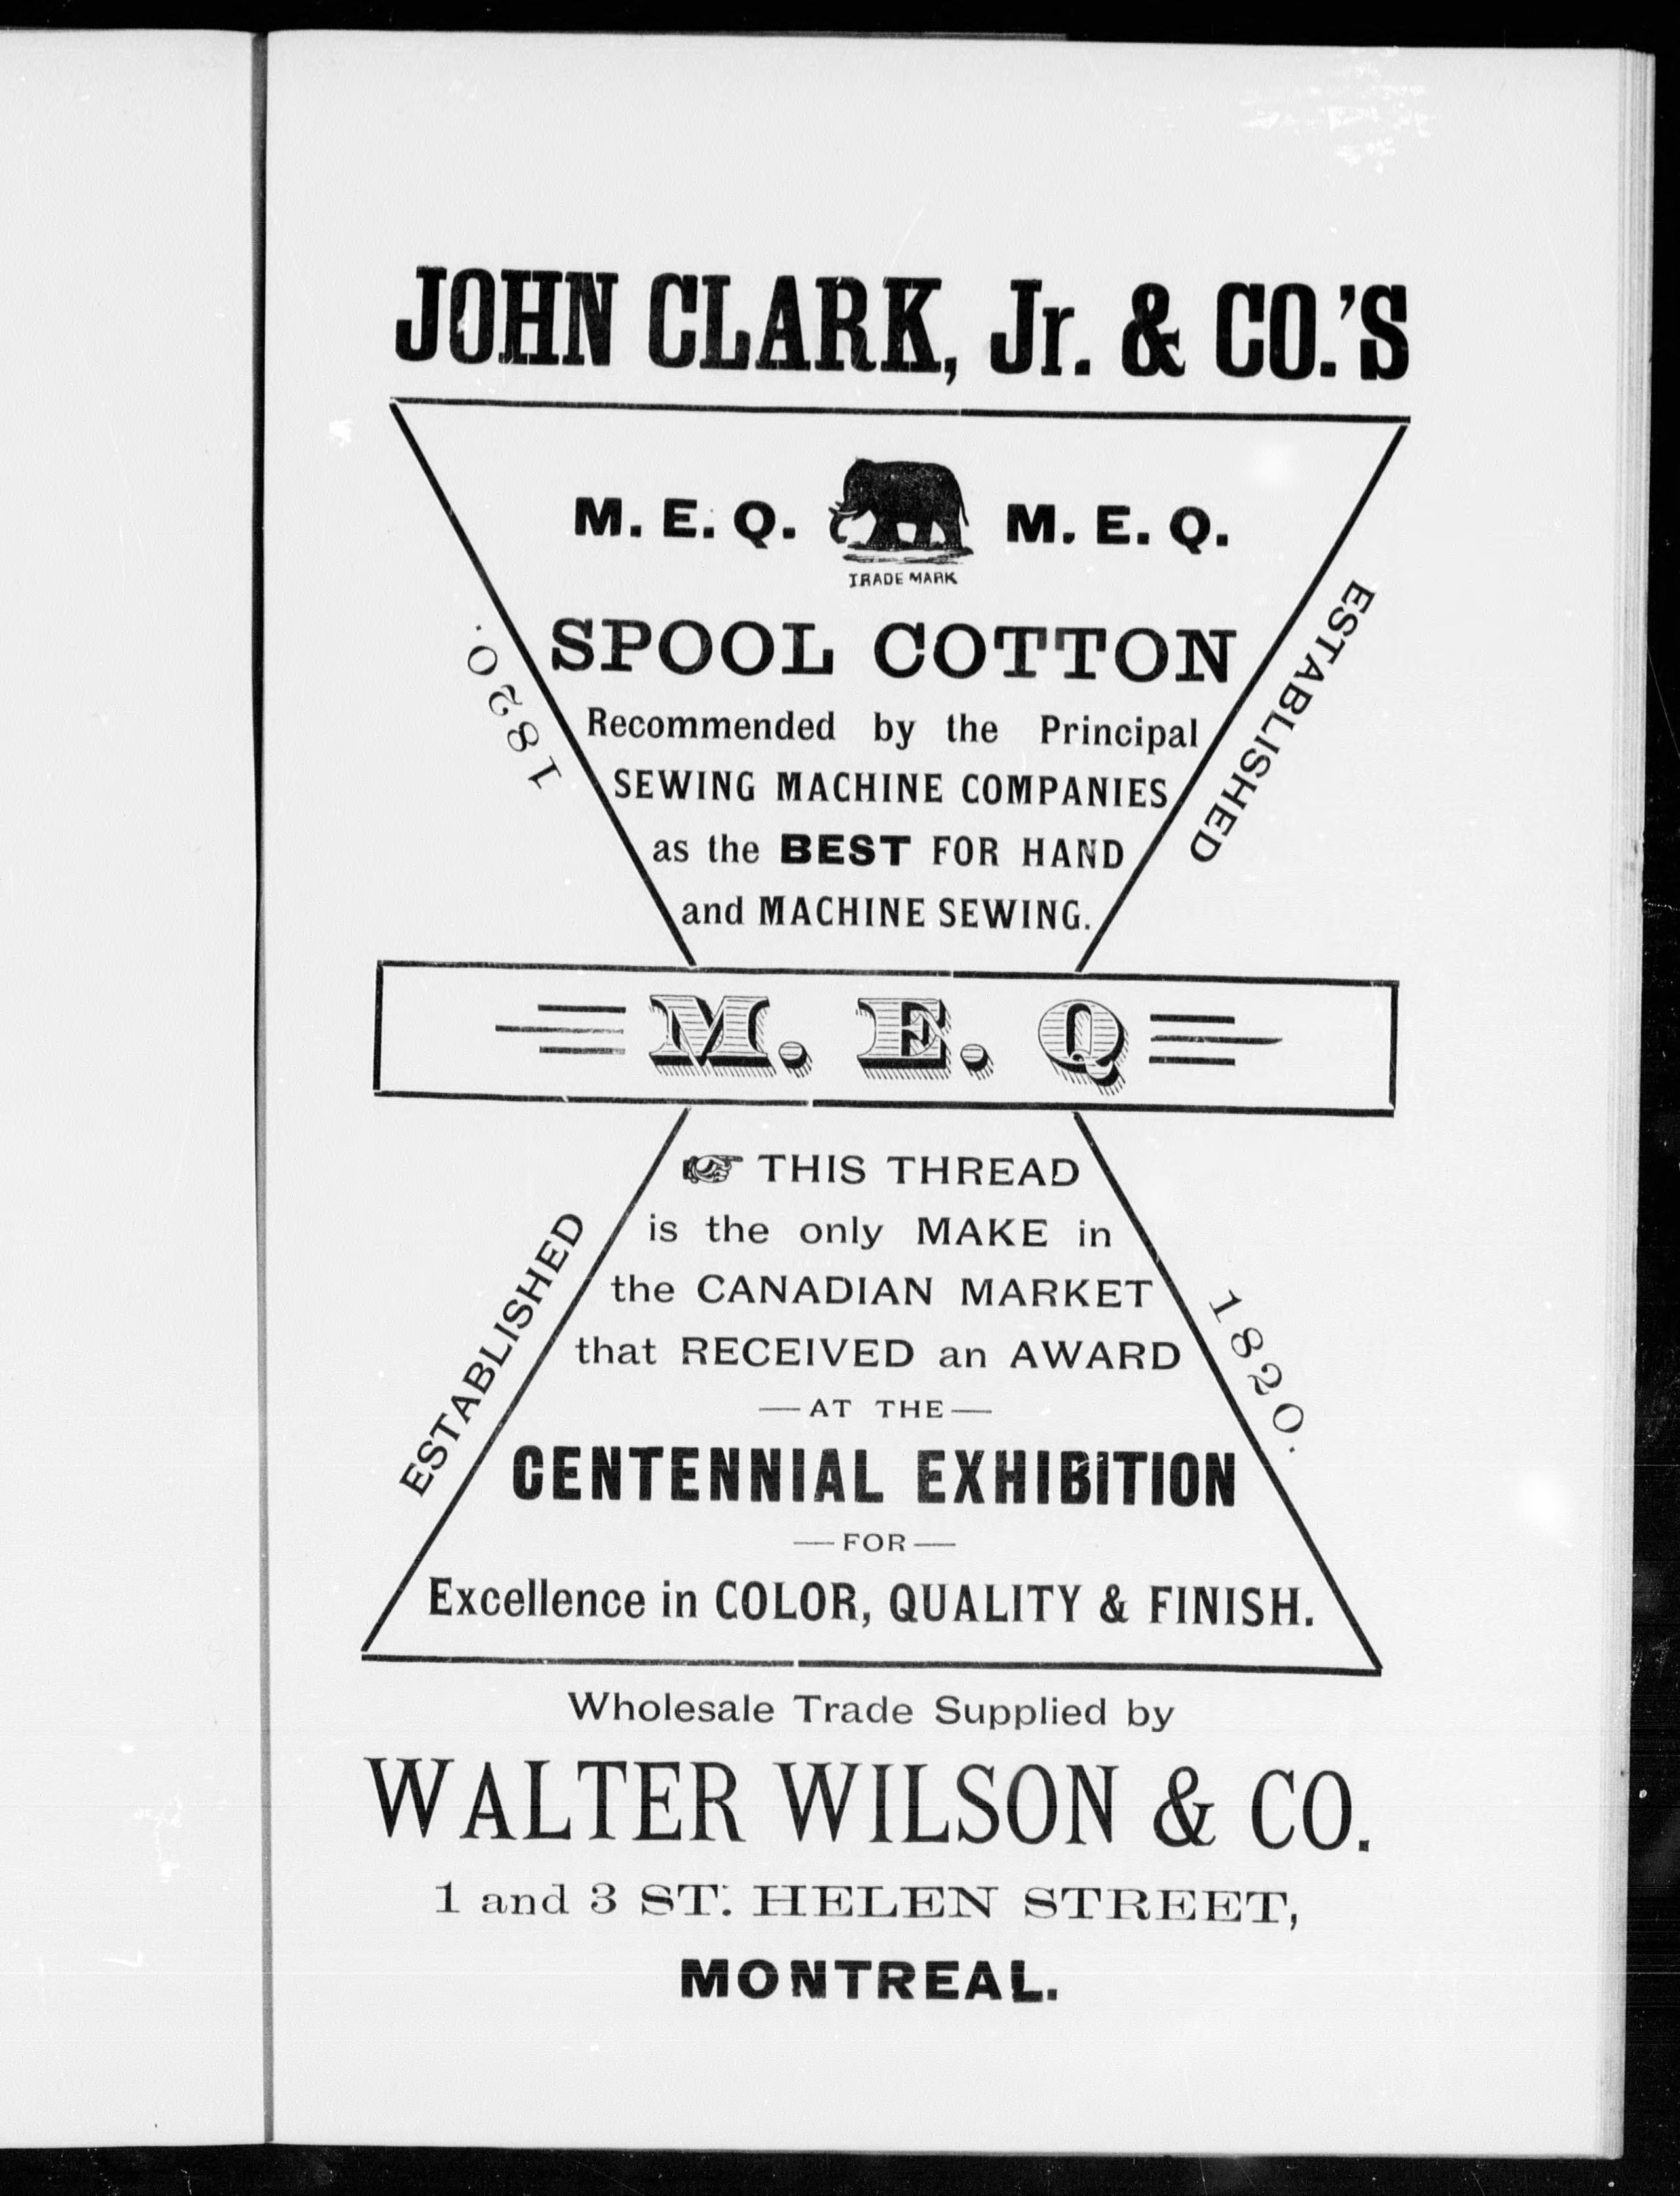 JOHN CLARK, Jr. & CO.'S
M. E. Q. M. E. Q.
TRADE MARK
SPOOL COTTON
Recommended by the Principal
SEWING MACHINE COMPANIES
as the BEST FOR HAND
and MACHINE SEWING.
ESTABLISHED
1820.
M. E. Q
☞ THIS THREAD
is the only MAKE in
the CANADIAN MARKET
that RECEIVED an AWARD
—AT THE—
CENTENNIAL EXHIBITION
—FOR—
Excellence in COLOR, QUALITY & FINISH.
ESTABLISHED
1820.
Wholesale Trade Supplied by
WALTER WILSON & CO.
1 and 3 ST. HELEN STREET,
MONTREAL.